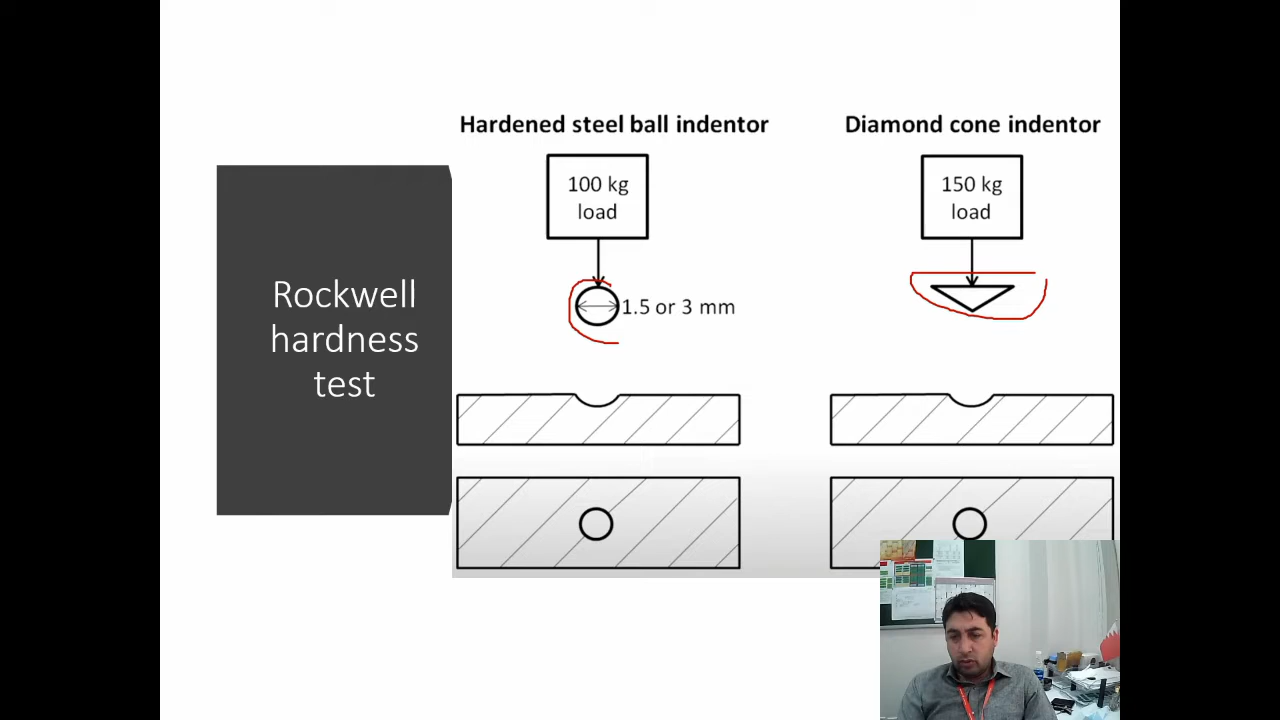 Rockwell
hardness
test
Hardened steel ball indentor
100 kg
load
1.5 or 3 mm
Diamond cone indentor
150 kg
load